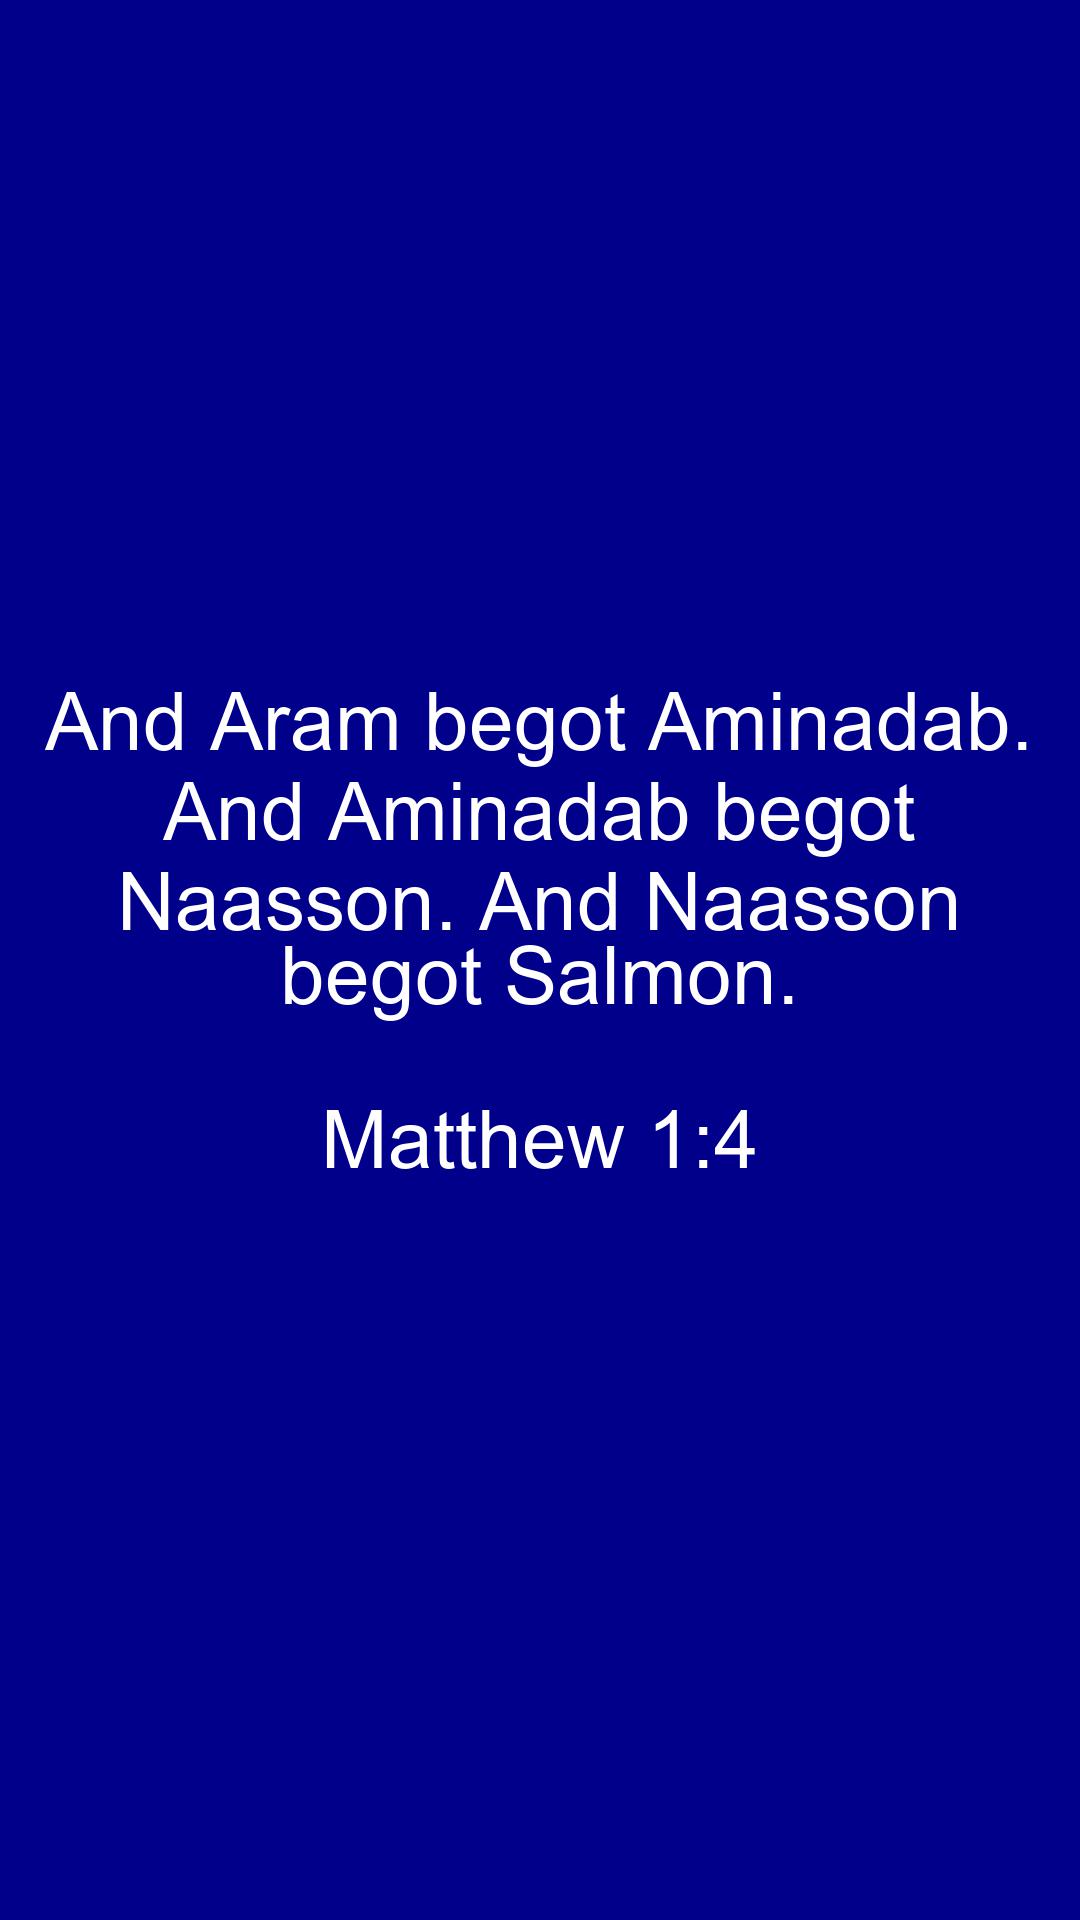 And Aram begot Aminadab.
And Aminadab begot
Naasson. And Naasson
begot Salmon.
Matthew 1:4